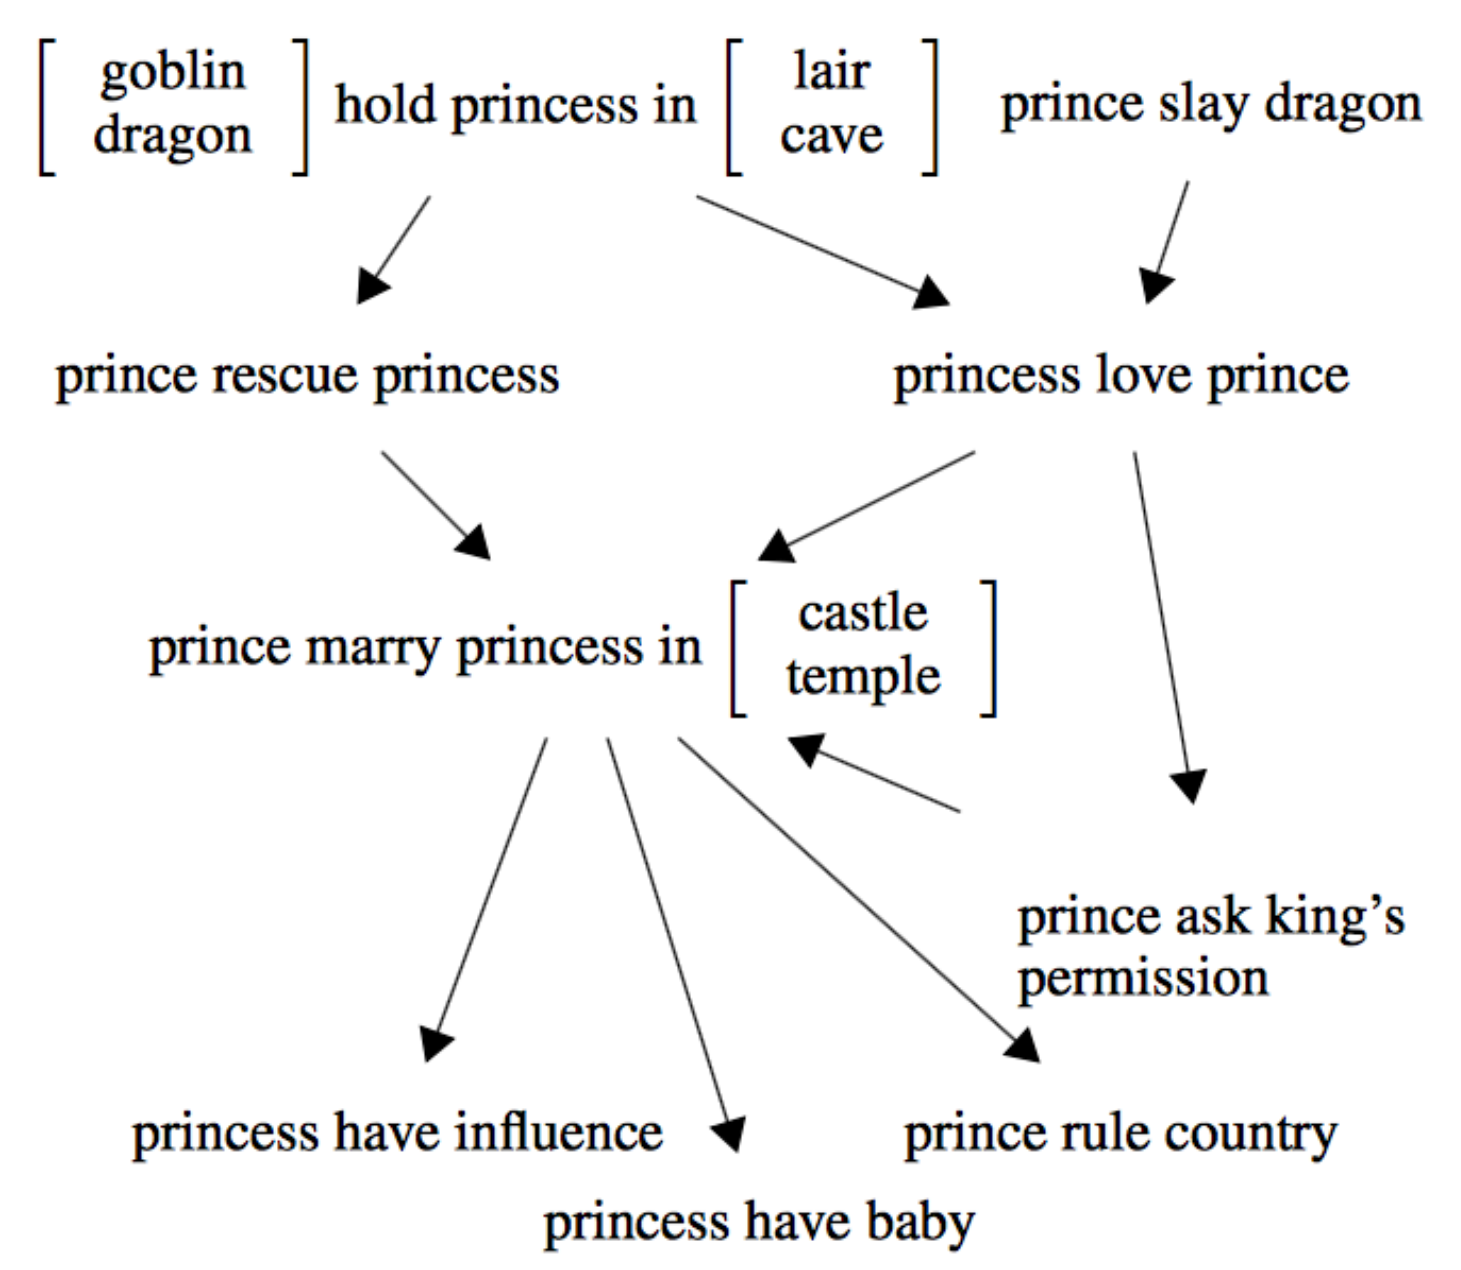 goblin
dragon
hold princess in
lair
cave
prince slay dragon
prince rescue princess
princess love prince
prince marry princess in
castle
temple
prince ask king’s
permission
princess have influence
prince rule country
princess have baby